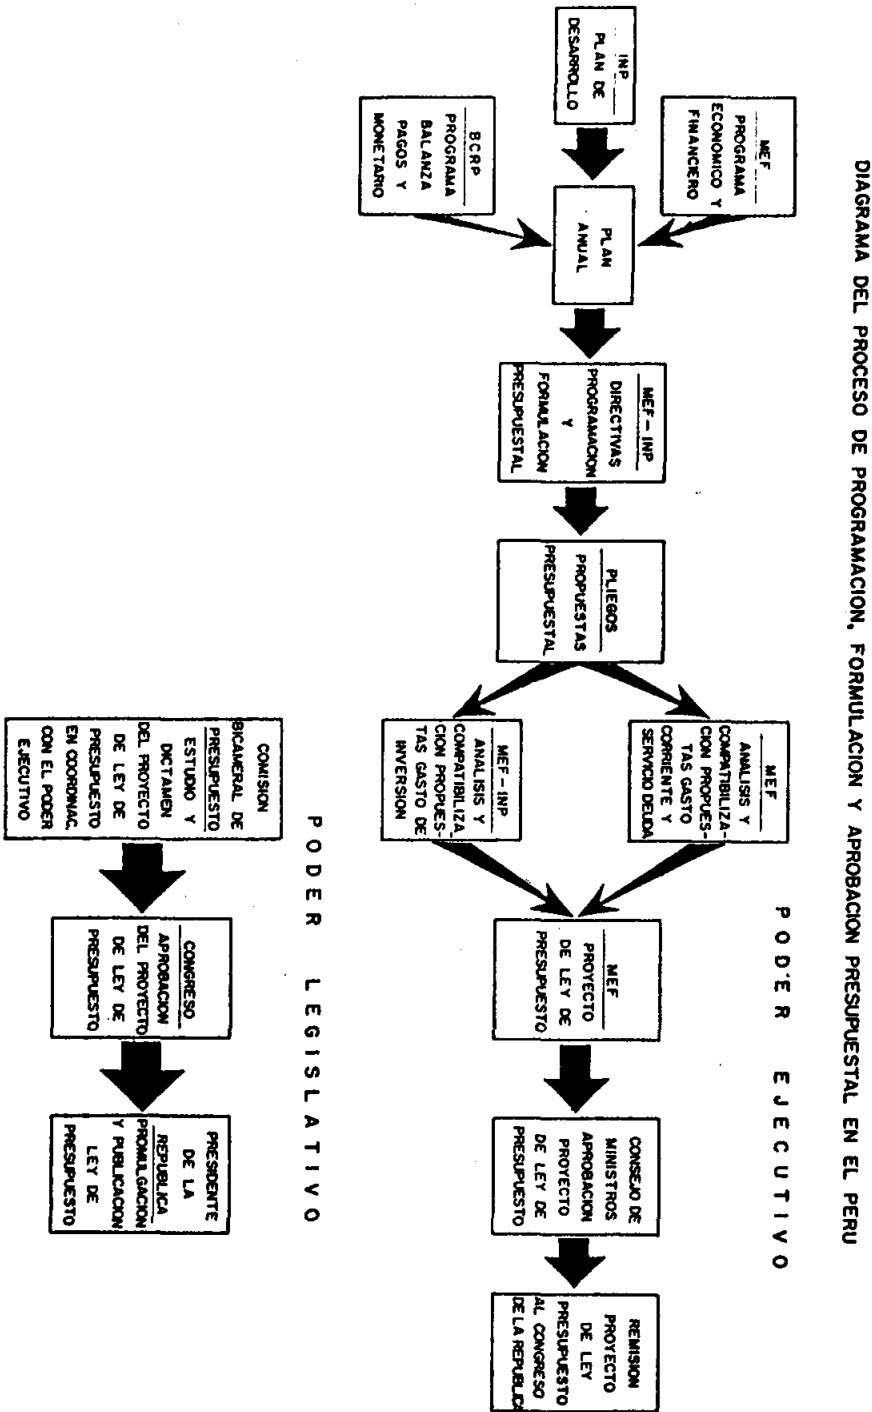 DIAGRAMA DEL PROCESO DE PROGRAMACION, FORMULACION Y APROBACION PRESUPUESTAL EN EL PERU
PODER EJECUTIVO
MEF
PROGRAMA
ECONOMICO Y
FINANCIERO
INP
PLAN DE
DESARROLLO
BCRP
PROGRAMA
BALANZA
PAGOS Y
MONETARIO
PLAN
ANUAL
MEF-INP
DIRECTIVAS
PROGRAMACION
Y
FORMULACION
PRESUPUESTAL
PLIEGOS
PROPUESTAS
PRESUPUESTAL
MEF
ANALISIS Y
COMPATIBILIZA-
CION PROPUES-
TAS GASTO
CORRIENTE Y
SERVICIO DEUDA
MEF-INP
ANALISIS Y
COMPATIBILIZA-
CION PROPUES-
TAS GASTO DE
INVERSION
MEF
PROYECTO
DE LEY DE
PRESUPUESTO
CONSEJO DE
MINISTROS
APROBACION
PROYECTO
DE LEY DE
PRESUPUESTO
REMISION
PROYECTO
DE LEY
PRESUPUESTO
AL CONGRESO
DE LA REPUBLICA
PODER LEGISLATIVO
COMISION
BICAMERAL DE
PRESUPUESTO
ESTUDIO Y
DICTAMEN
DEL PROYECTO
DE LEY DE
PRESUPUESTO
EN COORDINAC.
CON EL PODER
EJECUTIVO
CONGRESO
APROBACION
DEL PROYECTO
DE LEY DE
PRESUPUESTO
PRESIDENTE
DE LA
REPUBLICA
PROMULGACION
Y PUBLICACION
LEY DE
PRESUPUESTO